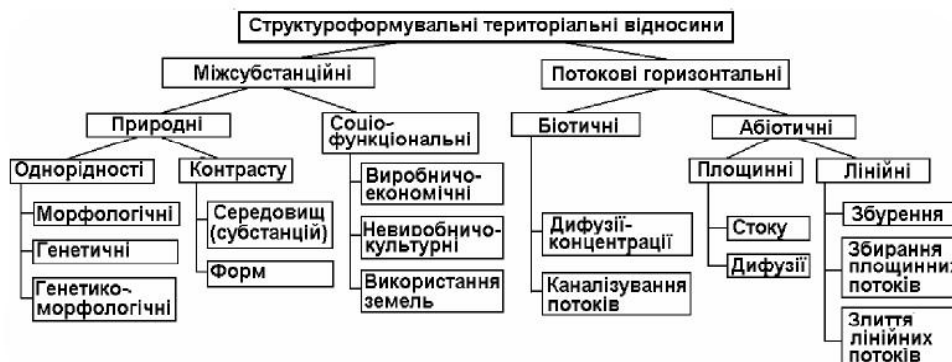 Структуроформувальні територіальні відносини
Міжсубстанційні
Потокові горизонтальні
Природні
Соціо-
функціональні
Біотичні
Абіотичні
Однорідності
Контрасту
Площинні
Лінійні
Морфологічні
Генетичні
Генетико-
морфологічні
Середовищ
(субстанцій)
Форм
Виробничо-
економічні
Невиробничо-
культурні
Використання
земель
Дифузії-
концентрації
Каналізування
потоків
Стоку
Дифузії
Збурення
Збирання
площинних
потоків
Злиття
лінійних
потоків